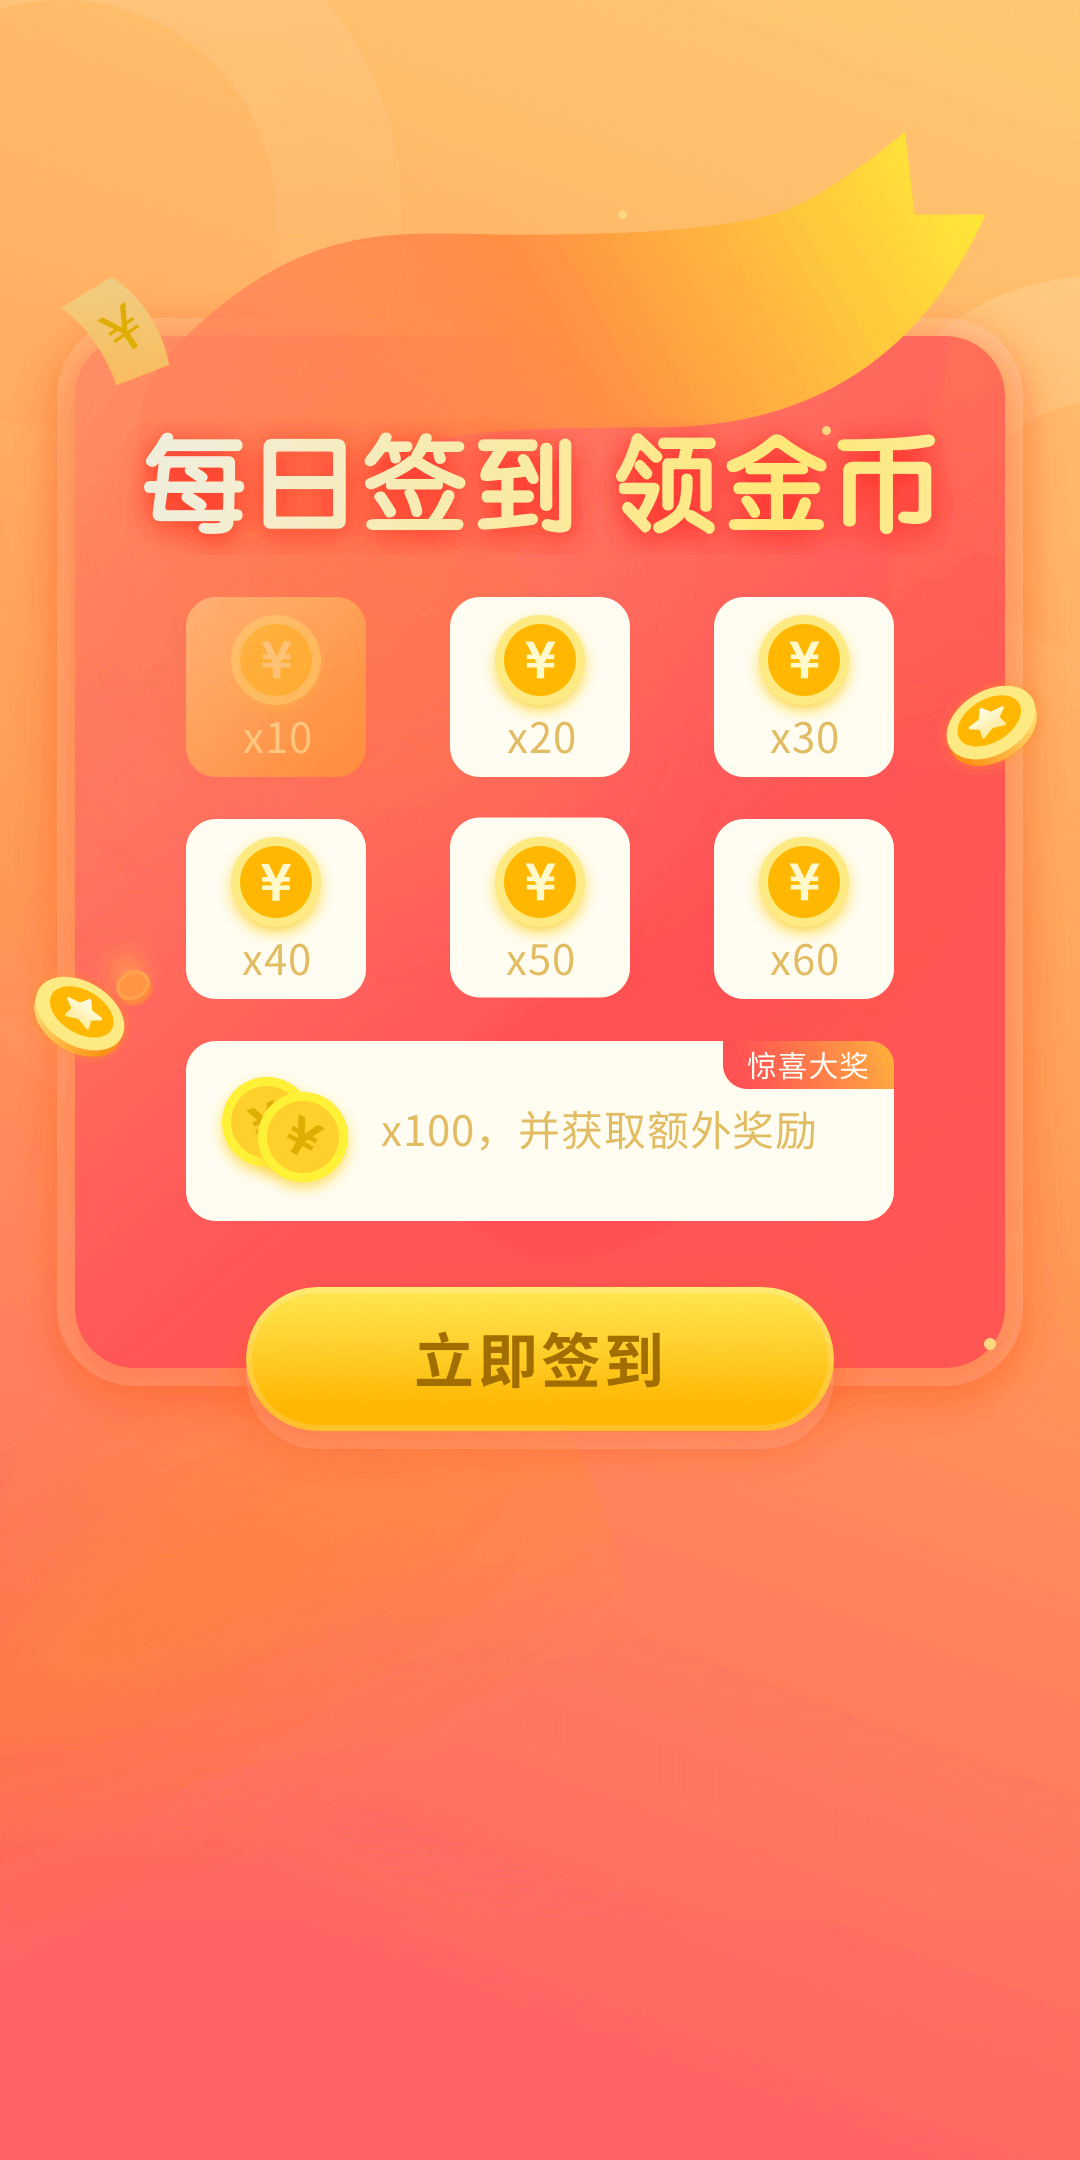 ¥
每日签到 领金币
¥ ¥ ¥
x10 x20 x30
¥ ¥ ¥
x40 x50 x60
惊喜大奖
¥ ¥
x100，并获取额外奖励
立即签到